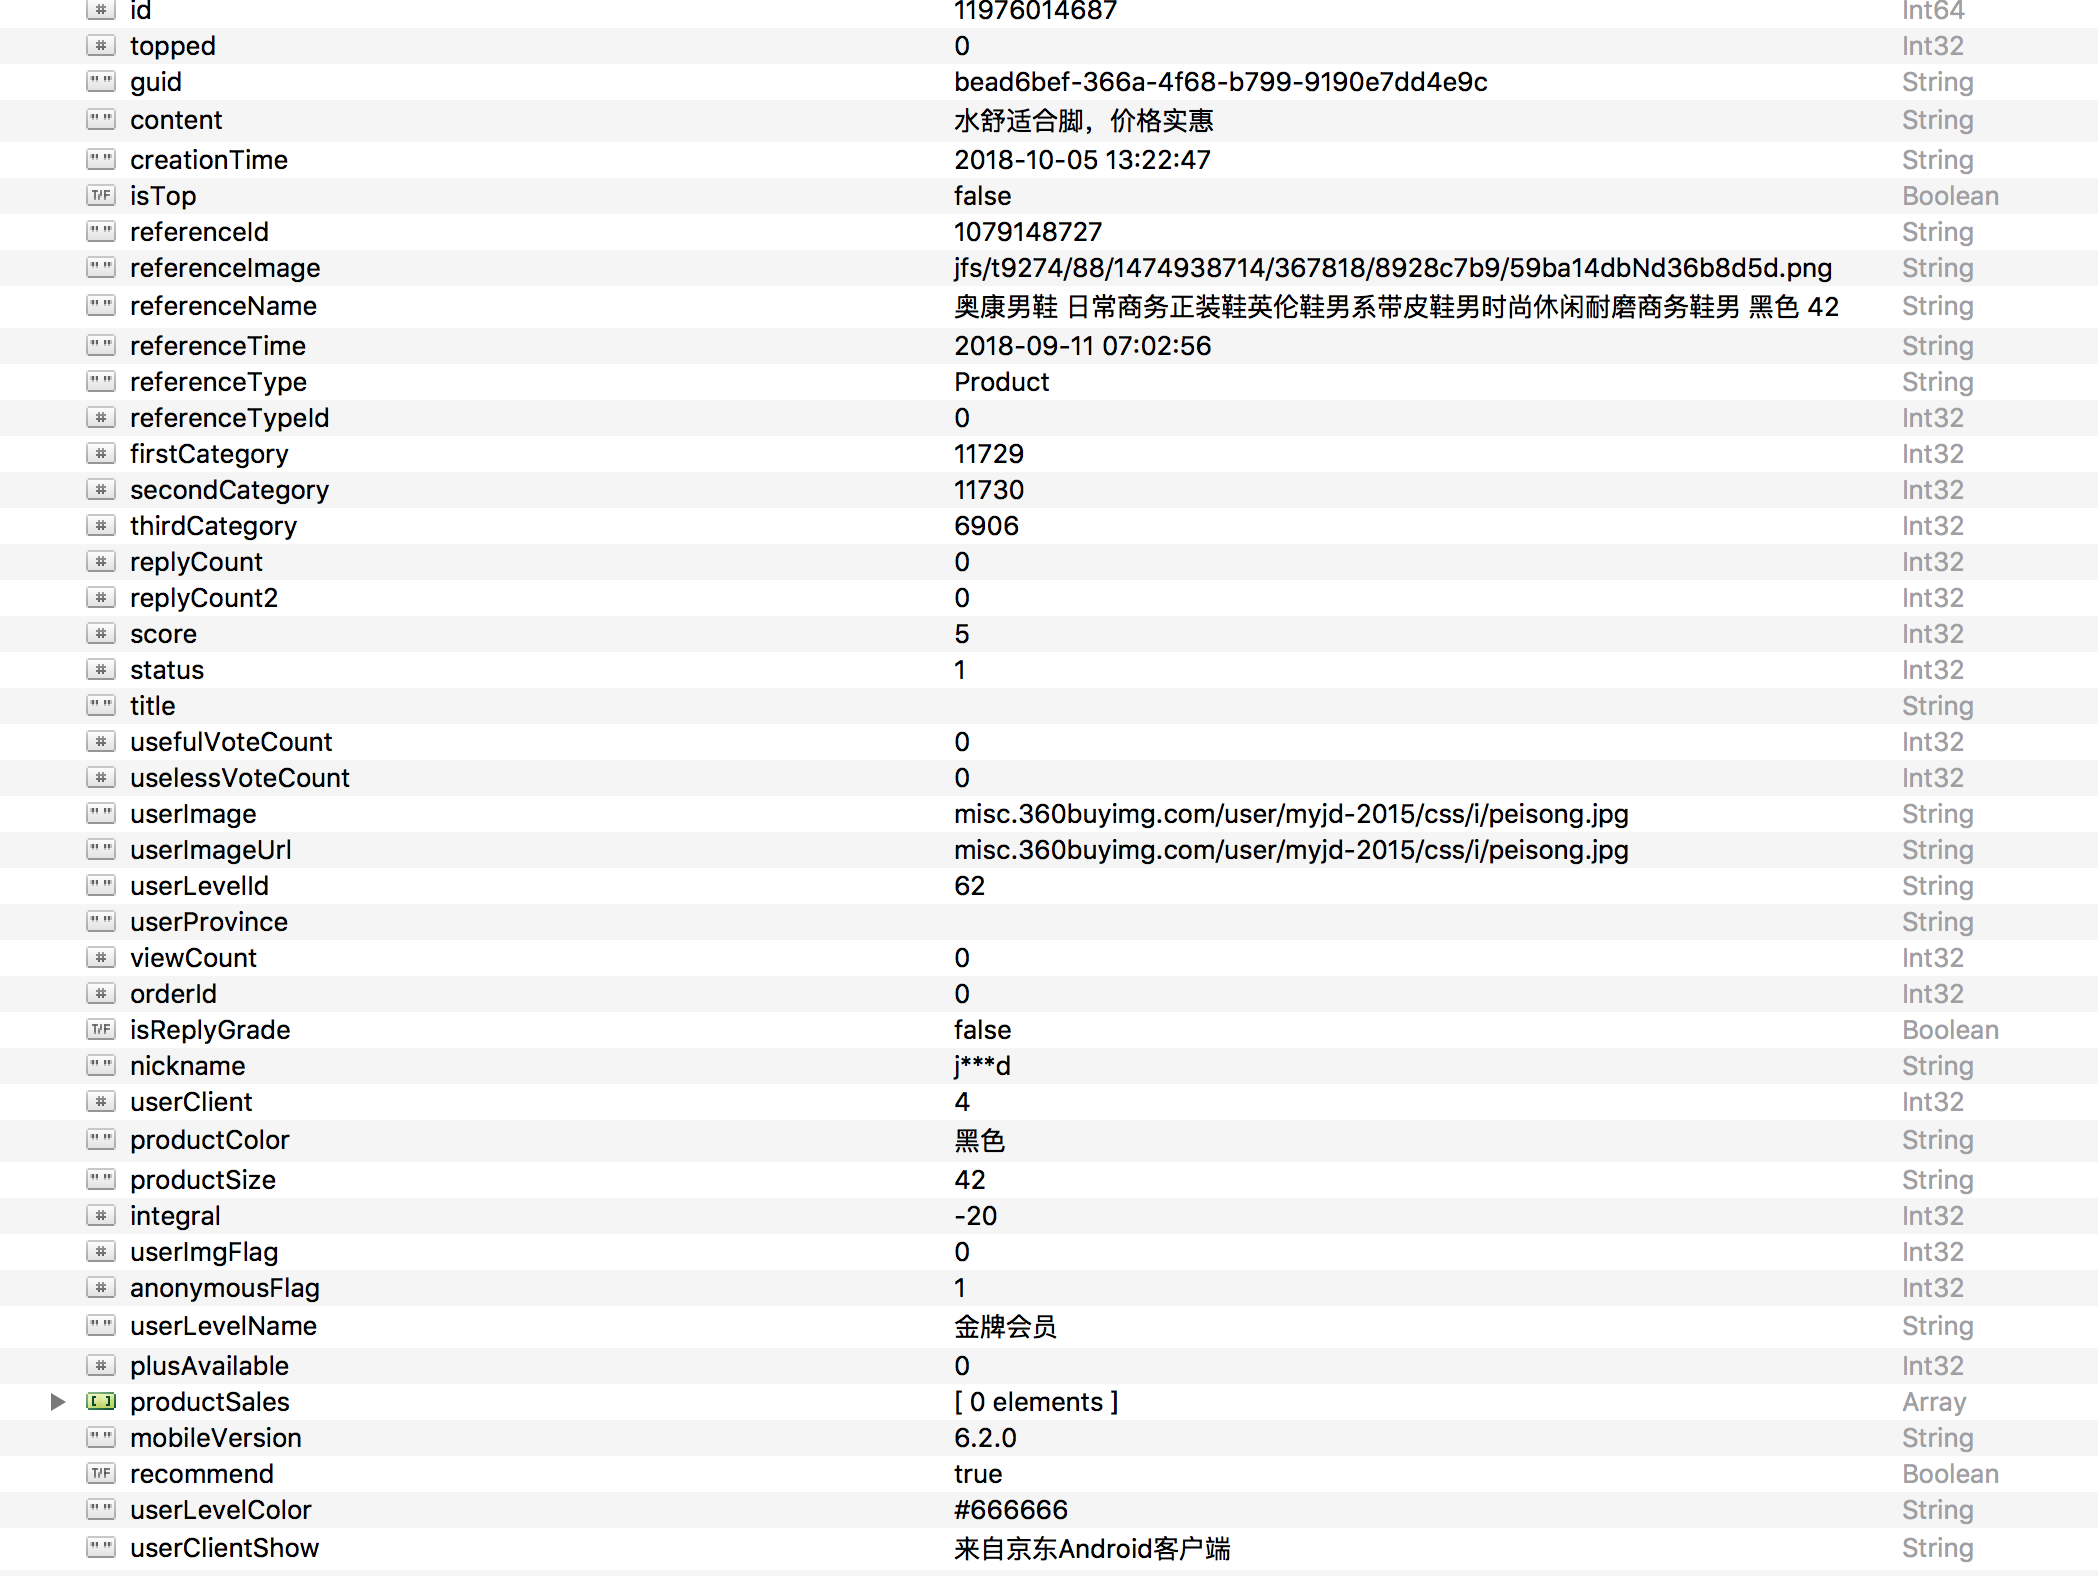 id 11976014687 Int64
topped 0 Int32
guid bead6bef-366a-4f68-b799-9190e7dd4e9c String
content 水舒适合脚，价格实惠 String
creationTime 2018-10-05 13:22:47 String
isTop false Boolean
referenceId 1079148727 String
referenceImage jfs/t9274/88/1474938714/367818/8928c7b9/59ba14dbNd36b8d5d.png String
referenceName 奥康男鞋 日常商务正装鞋英伦鞋男系带皮鞋男时尚休闲耐磨商务鞋男 黑色 42 String
referenceTime 2018-09-11 07:02:56 String
referenceType Product String
referenceTypeId 0 Int32
firstCategory 11729 Int32
secondCategory 11730 Int32
thirdCategory 6906 Int32
replyCount 0 Int32
replyCount2 0 Int32
score 5 Int32
status 1 Int32
title String
usefulVoteCount 0 Int32
uselessVoteCount 0 Int32
userImage misc.360buyimg.com/user/myjd-2015/css/i/peisong.jpg String
userImageUrl misc.360buyimg.com/user/myjd-2015/css/i/peisong.jpg String
userLevelId 62 String
userProvince String
viewCount 0 Int32
orderId 0 Int32
isReplyGrade false Boolean
nickname j***d String
userClient 4 Int32
productColor 黑色 String
productSize 42 String
integral -20 Int32
userImgFlag 0 Int32
anonymousFlag 1 Int32
userLevelName 金牌会员 String
plusAvailable 0 Int32
productSales [ 0 elements ] Array
mobileVersion 6.2.0 String
recommend true Boolean
userLevelColor #666666 String
userClientShow 来自京东Android客户端 String